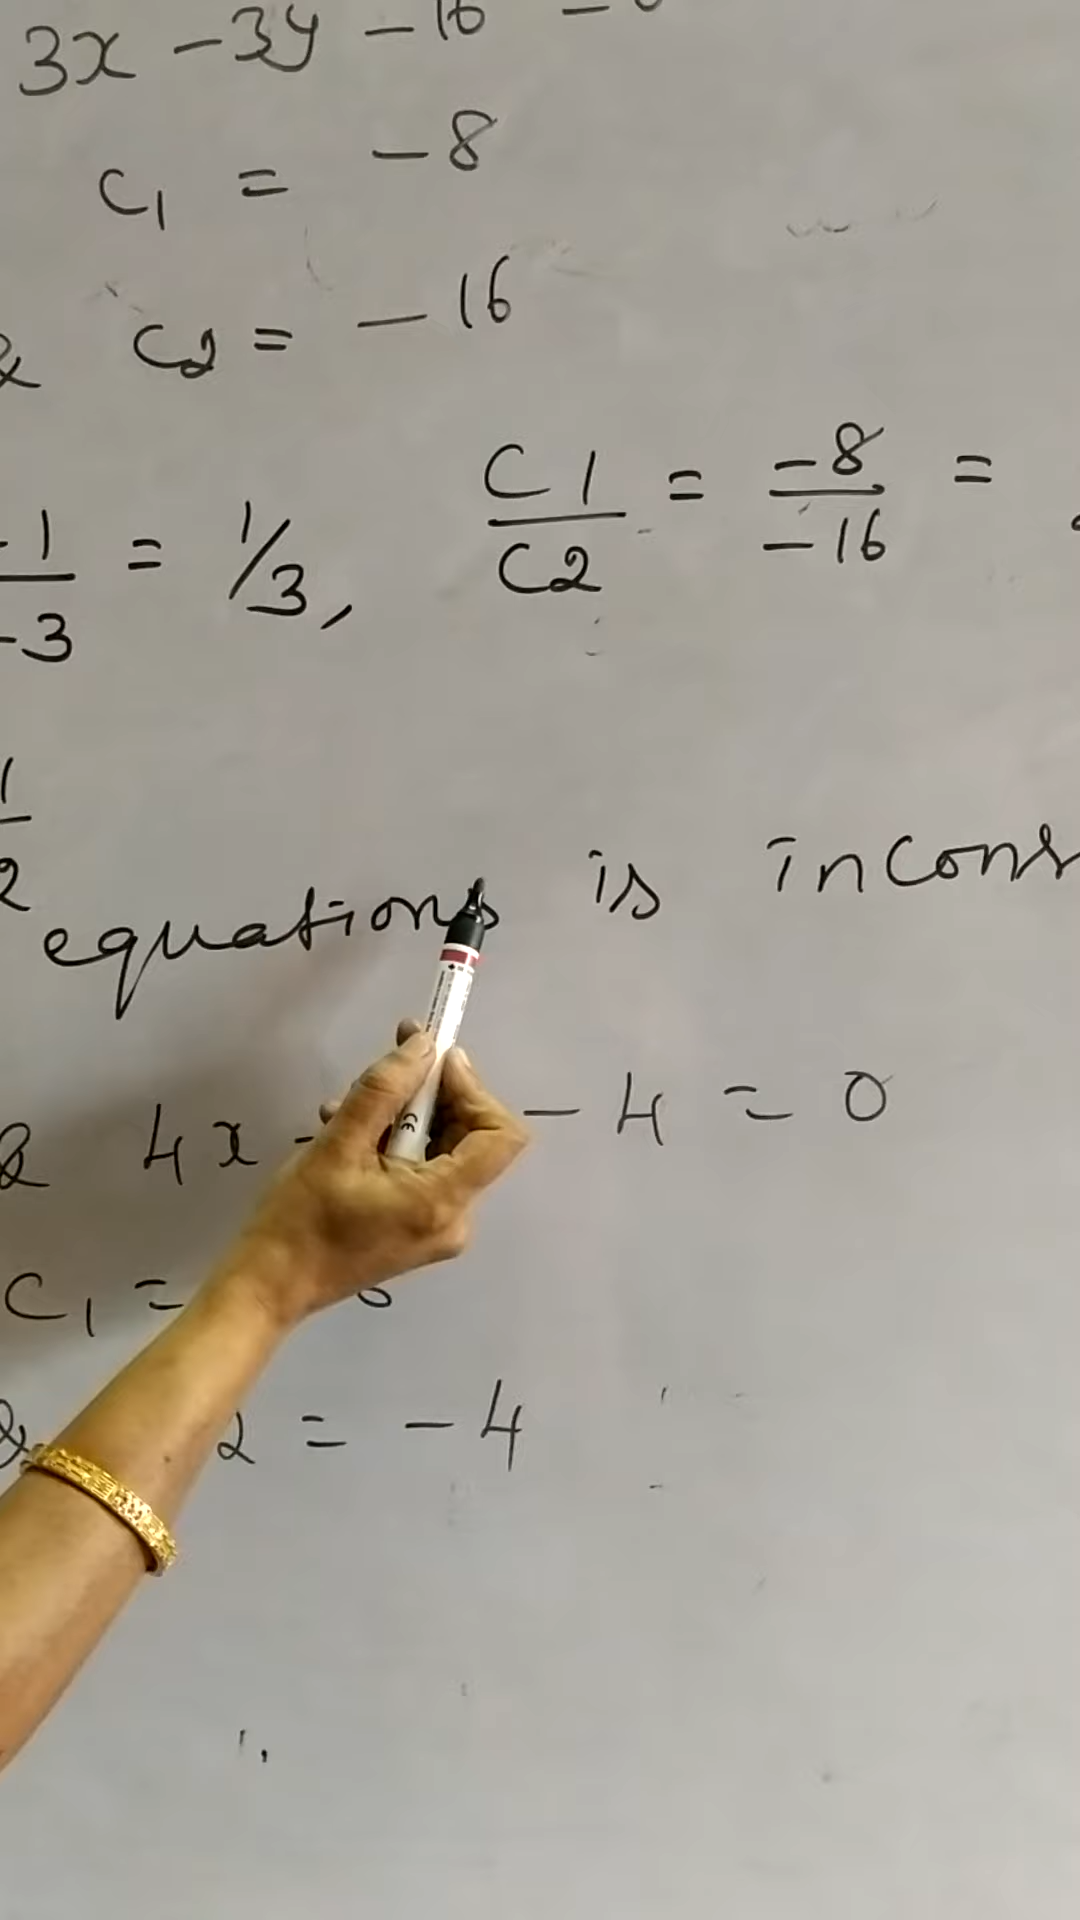 3x - 3y - 16 =
C1 = -8
& C2 = -16
-1/-3 = 1/3, C1/C2 = -8/-16 =
1/2
equations is incons
& 4x - - 4 = 0
C1 =
& 2 = -4